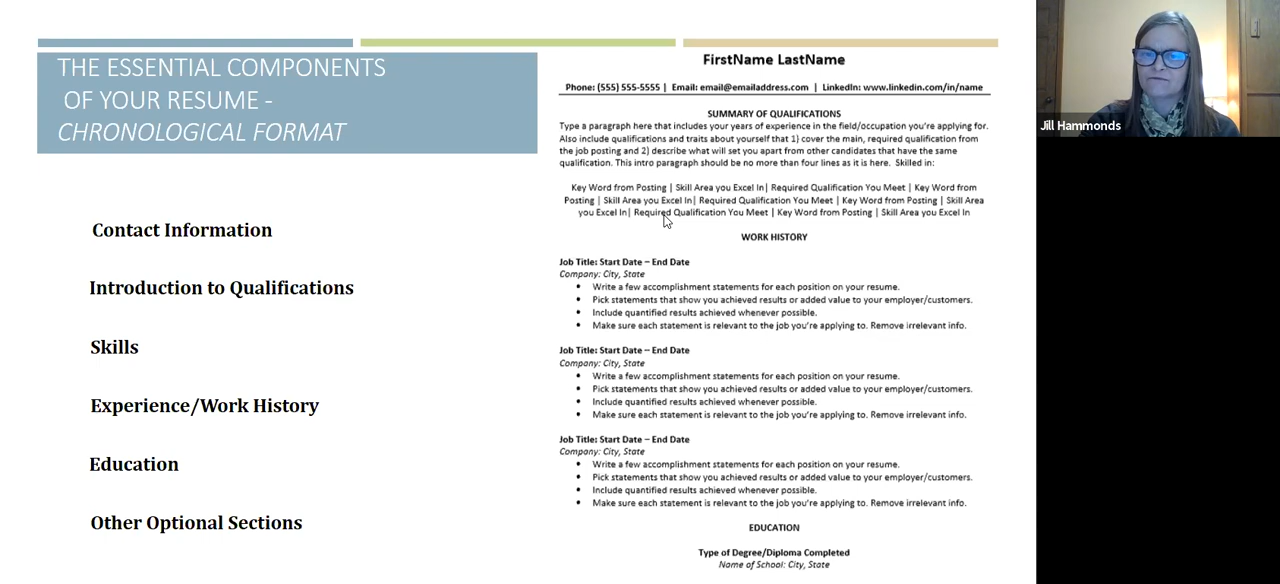 THE ESSENTIAL COMPONENTS
OF YOUR RESUME -
CHRONOLOGICAL FORMAT
Contact Information
Introduction to Qualifications
Skills
Experience/Work History
Education
Other Optional Sections
FirstName LastName
Phone: (555) 555-5555 | Email: email@emailaddress.com | LinkedIn: www.linkedin.com/in/name
SUMMARY OF QUALIFICATIONS
Type a paragraph here that includes your years of experience in the field/occupation you're applying for.
Also include qualifications and traits about yourself that 1) cover the main, required qualification from
the job posting and 2) describe what will set you apart from other candidates that have the same
qualification. This intro paragraph should be no more than four lines as it is here. Skilled in:
Key Word from Posting | Skill Area you Excel In| Required Qualification You Meet | Key Word from
Posting | Skill Area you Excel In| Required Qualification You Meet | Key Word from Posting | Skill Area
you Excel In| Required Qualification You Meet | Key Word from Posting | Skill Area you Excel In
WORK HISTORY
Job Title: Start Date – End Date
Company: City, State
• Write a few accomplishment statements for each position on your resume.
• Pick statements that show you achieved results or added value to your employer/customers.
• Include quantified results achieved whenever possible.
• Make sure each statement is relevant to the job you're applying to. Remove irrelevant info.
Job Title: Start Date – End Date
Company: City, State
• Write a few accomplishment statements for each position on your resume.
• Pick statements that show you achieved results or added value to your employer/customers.
• Include quantified results achieved whenever possible.
• Make sure each statement is relevant to the job you're applying to. Remove irrelevant info.
Job Title: Start Date – End Date
Company: City, State
• Write a few accomplishment statements for each position on your resume.
• Pick statements that show you achieved results or added value to your employer/customers.
• Include quantified results achieved whenever possible.
• Make sure each statement is relevant to the job you're applying to. Remove irrelevant info.
EDUCATION
Type of Degree/Diploma Completed
Name of School: City, State
Jill Hammonds